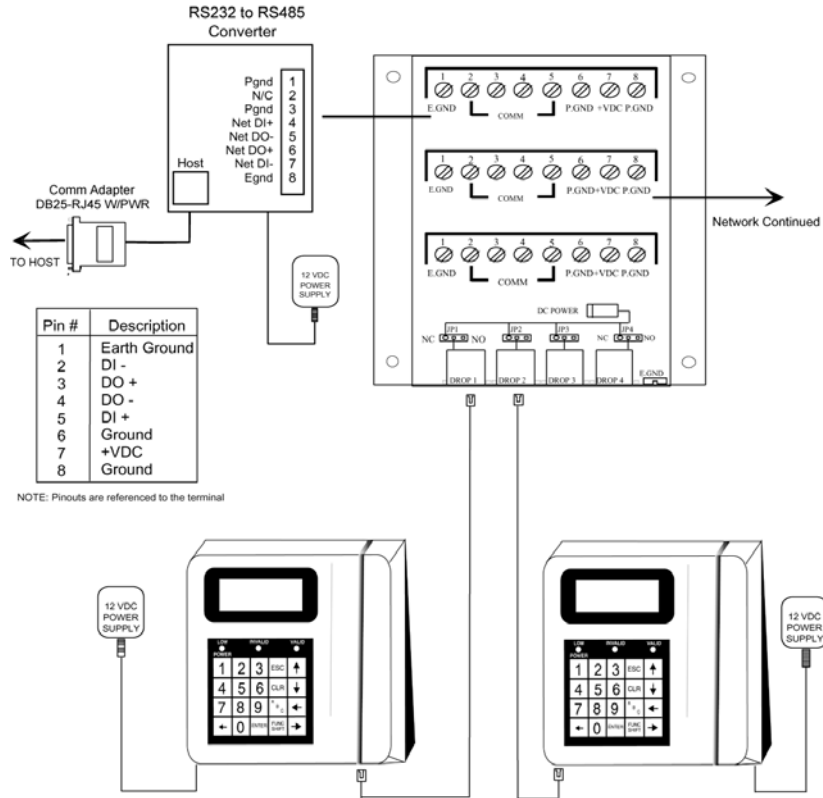 RS232 to RS485
Converter
Pgnd 1
N/C 2
Pgnd 3
Net DI+ 4
Net DO- 5
Net DO+ 6
Net DI- 7
Egnd 8
Host
Comm Adapter
DB25-RJ45 W/PWR
TO HOST
12 VDC
POWER
SUPPLY
1 2 3 4 5 6 7 8
E.GND COMM P.GND +VDC P.GND
1 2 3 4 5 6 7 8
E.GND COMM P.GND+VDC P.GND
Network Continued
1 2 3 4 5 6 7 8
E.GND COMM P.GND+VDC P.GND
DC POWER
JP1 JP2 JP3 JP4
NC NO NC NO
DROP 1 DROP 2 DROP 3 DROP 4 E.GND
Pin # Description
1 Earth Ground
2 DI -
3 DO +
4 DO -
5 DI +
6 Ground
7 +VDC
8 Ground
NOTE: Pinouts are referenced to the terminal
12 VDC
POWER
SUPPLY
LOW POWER INVALID VALID
1 2 3 ESC
4 5 6 CLR
7 8 9
0 ENTER FUNC SHIFT
LOW POWER INVALID VALID
1 2 3 ESC
4 5 6 CLR
7 8 9
0 ENTER FUNC SHIFT
12 VDC
POWER
SUPPLY